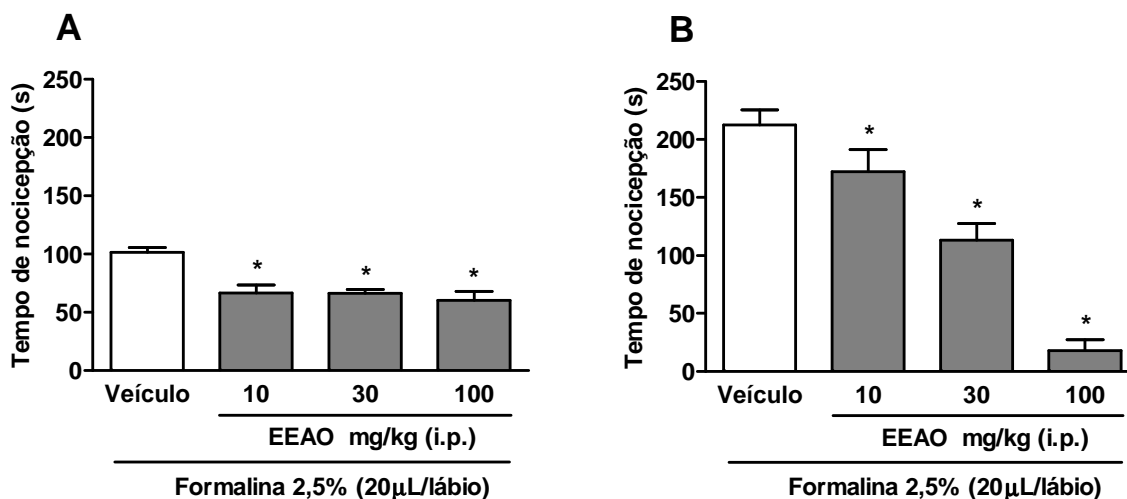 A
Tempo de nocicepção (s)
250
200
150
100
50
0
* * *
Veículo 10 30 100
EEAO mg/kg (i.p.)
Formalina 2,5% (20µL/lábio)
B
Tempo de nocicepção (s)
250
200
150
100
50
0
*
*
*
Veículo 10 30 100
EEAO mg/kg (i.p.)
Formalina 2,5% (20µL/lábio)